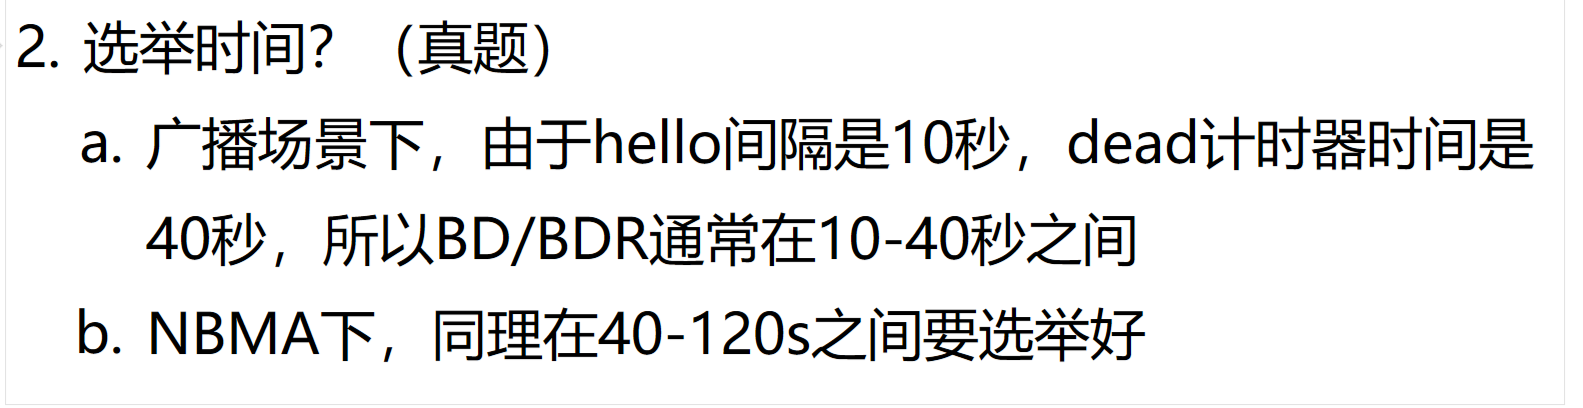 2. 选举时间？（真题）
a. 广播场景下，由于hello间隔是10秒，dead计时器时间是
40秒，所以BD/BDR通常在10-40秒之间
b. NBMA下，同理在40-120s之间要选举好